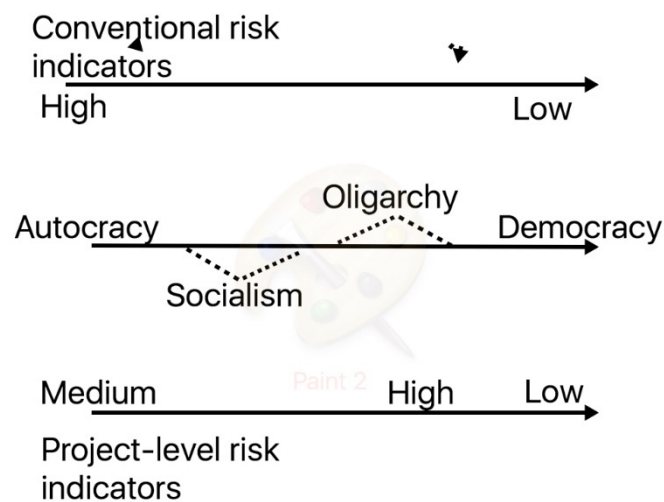 Conventional risk
indicators
High Low
Oligarchy
Autocracy Democracy
Socialism
Paint 2
Medium High Low
Project-level risk
indicators